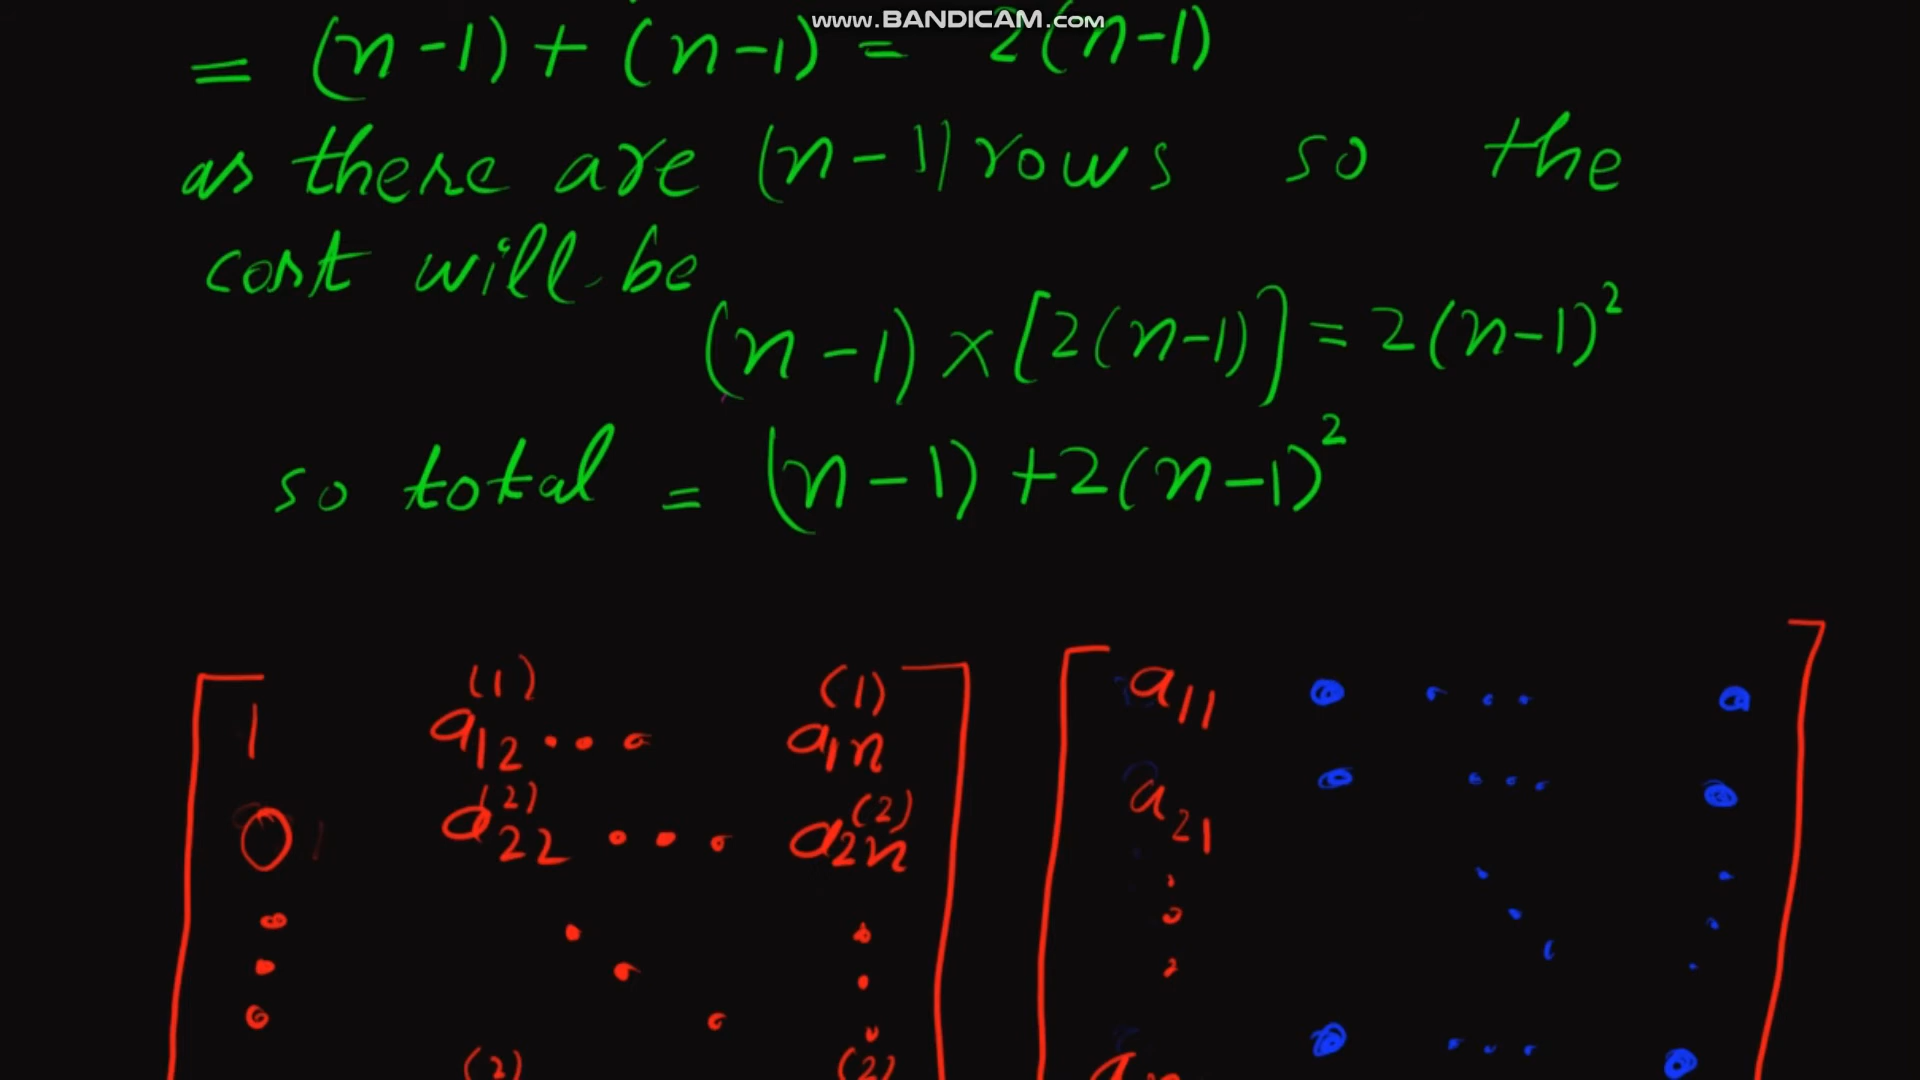 www.BANDICAM.com
= (n-1) + (n-1) = 2(n-1)
as there are (n-1) rows so the
cost will be
(n-1) × [2(n-1)] = 2(n-1)²
so total = (n-1) + 2(n-1)²
1 a₁₂⁽¹⁾ ... a₁ₙ⁽¹⁾ a₁₁ ...
0 a₂₂⁽²⁾ ... a₂ₙ⁽²⁾ a₂₁ ...
(2) (2)